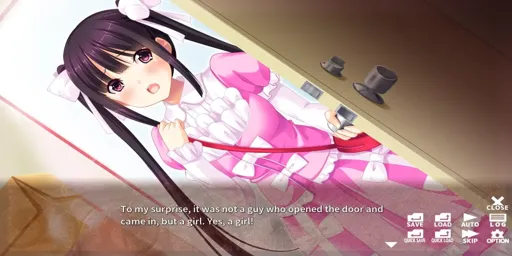 To my surprise, it was not a guy who opened the door and
came in, but a girl. Yes, a girl!
CLOSE
SAVE LOAD AUTO LOG
QUICK SAVE QUICK LOAD SKIP OPTION